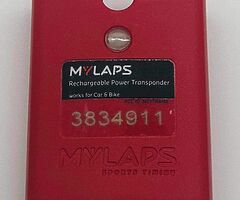 MYLAPS
Rechargeable Power Transponder
works for Car & Bike
3834911
MYLAPS
SPORTS TIMING